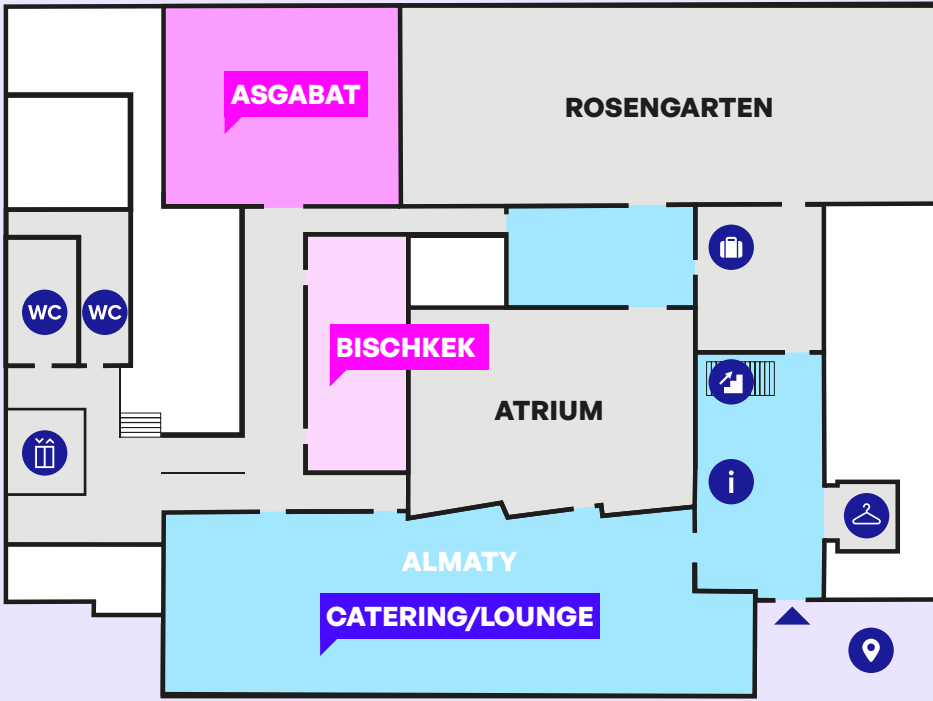 ASGABAT
ROSENGARTEN
WC
WC
BISCHKEK
ATRIUM
i
ALMATY
CATERING/LOUNGE